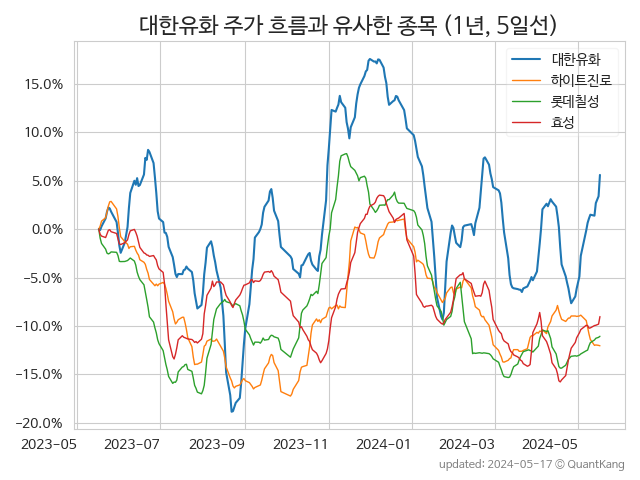 대한유화 주가 흐름과 유사한 종목 (1년, 5일선)
대한유화
하이트진로
롯데칠성
효성
15.0%
10.0%
5.0%
0.0%
-5.0%
-10.0%
-15.0%
-20.0%
2023-05 2023-07 2023-09 2023-11 2024-01 2024-03 2024-05
updated: 2024-05-17 © QuantKang